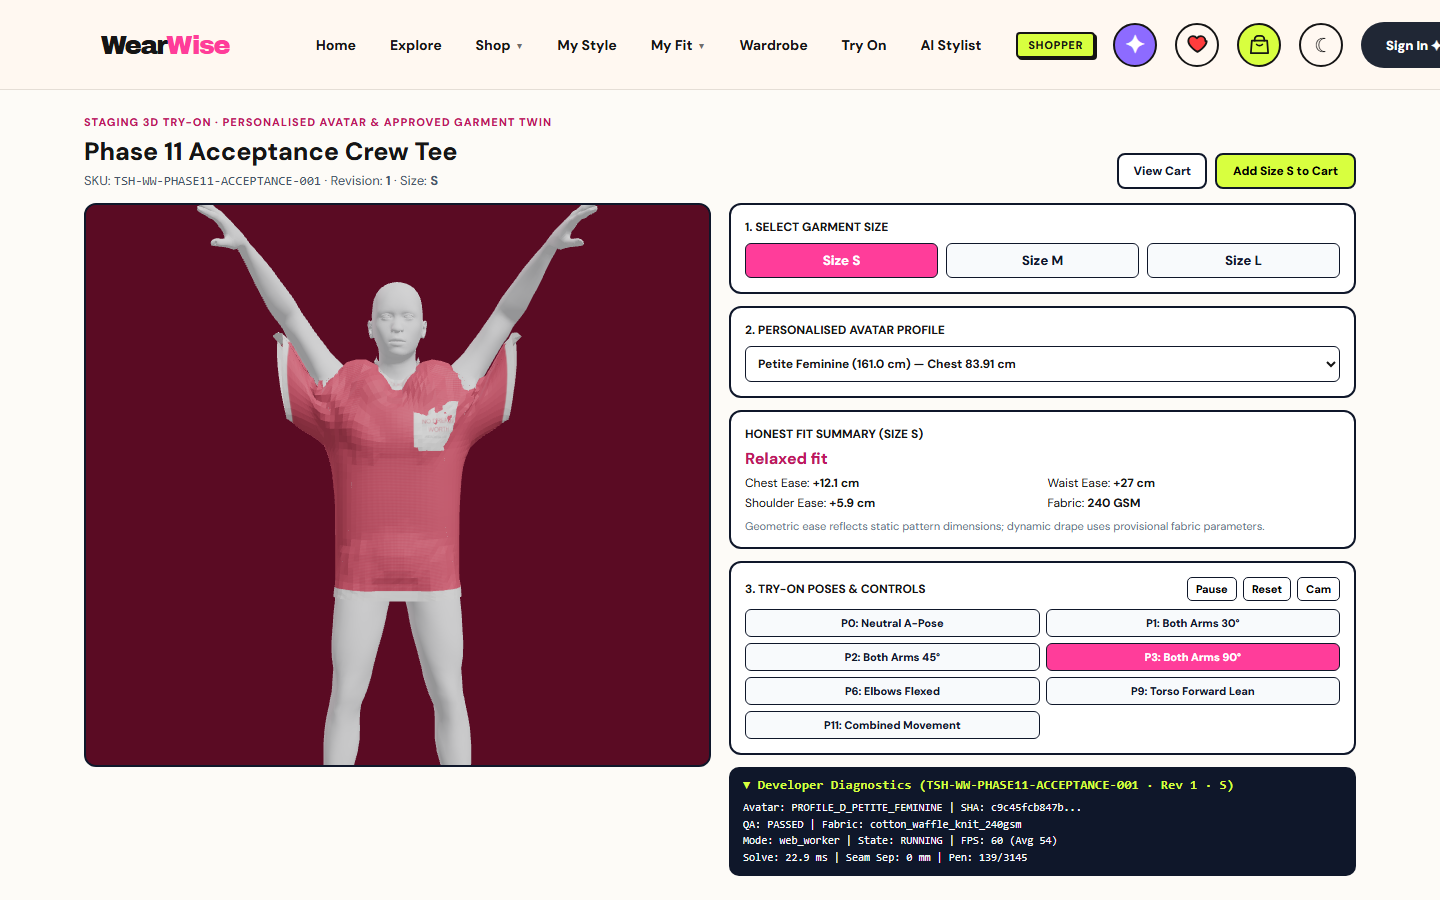 WearWise
Home
Explore
Shop ▼
My Style
My Fit ▼
Wardrobe
Try On
AI Stylist
SHOPPER
Sign In ✦
STAGING 3D TRY-ON · PERSONALISED AVATAR & APPROVED GARMENT TWIN
Phase 11 Acceptance Crew Tee
SKU: TSH-WW-PHASE11-ACCEPTANCE-001 · Revision: 1 · Size: S
View Cart
Add Size S to Cart
1. SELECT GARMENT SIZE
Size S
Size M
Size L
2. PERSONALISED AVATAR PROFILE
Petite Feminine (161.0 cm) — Chest 83.91 cm
HONEST FIT SUMMARY (SIZE S)
Relaxed fit
Chest Ease: +12.1 cm
Waist Ease: +27 cm
Shoulder Ease: +5.9 cm
Fabric: 240 GSM
Geometric ease reflects static pattern dimensions; dynamic drape uses provisional fabric parameters.
3. TRY-ON POSES & CONTROLS
Pause
Reset
Cam
P0: Neutral A-Pose
P1: Both Arms 30°
P2: Both Arms 45°
P3: Both Arms 90°
P6: Elbows Flexed
P9: Torso Forward Lean
P11: Combined Movement
▼ Developer Diagnostics (TSH-WW-PHASE11-ACCEPTANCE-001 · Rev 1 · S)
Avatar: PROFILE_D_PETITE_FEMININE | SHA: c9c45fcb847b...
QA: PASSED | Fabric: cotton_waffle_knit_240gsm
Mode: web_worker | State: RUNNING | FPS: 60 (Avg 54)
Solve: 22.9 ms | Seam Sep: 0 mm | Pen: 139/3145